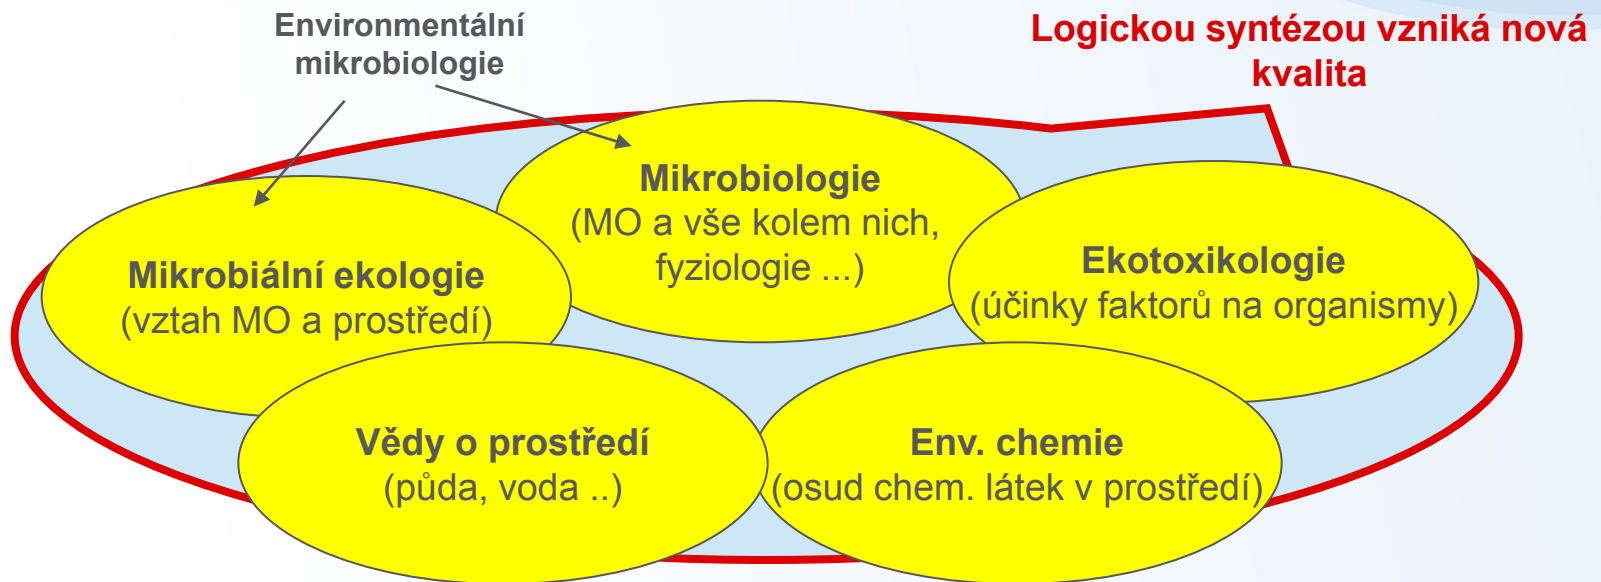 Environmentální
mikrobiologie
Logickou syntézou vzniká nová
kvalita
Mikrobiologie
(MO a vše kolem nich,
fyziologie ...)
Mikrobiální ekologie
(vztah MO a prostředí)
Ekotoxikologie
(účinky faktorů na organismy)
Vědy o prostředí
(půda, voda ..)
Env. chemie
(osud chem. látek v prostředí)